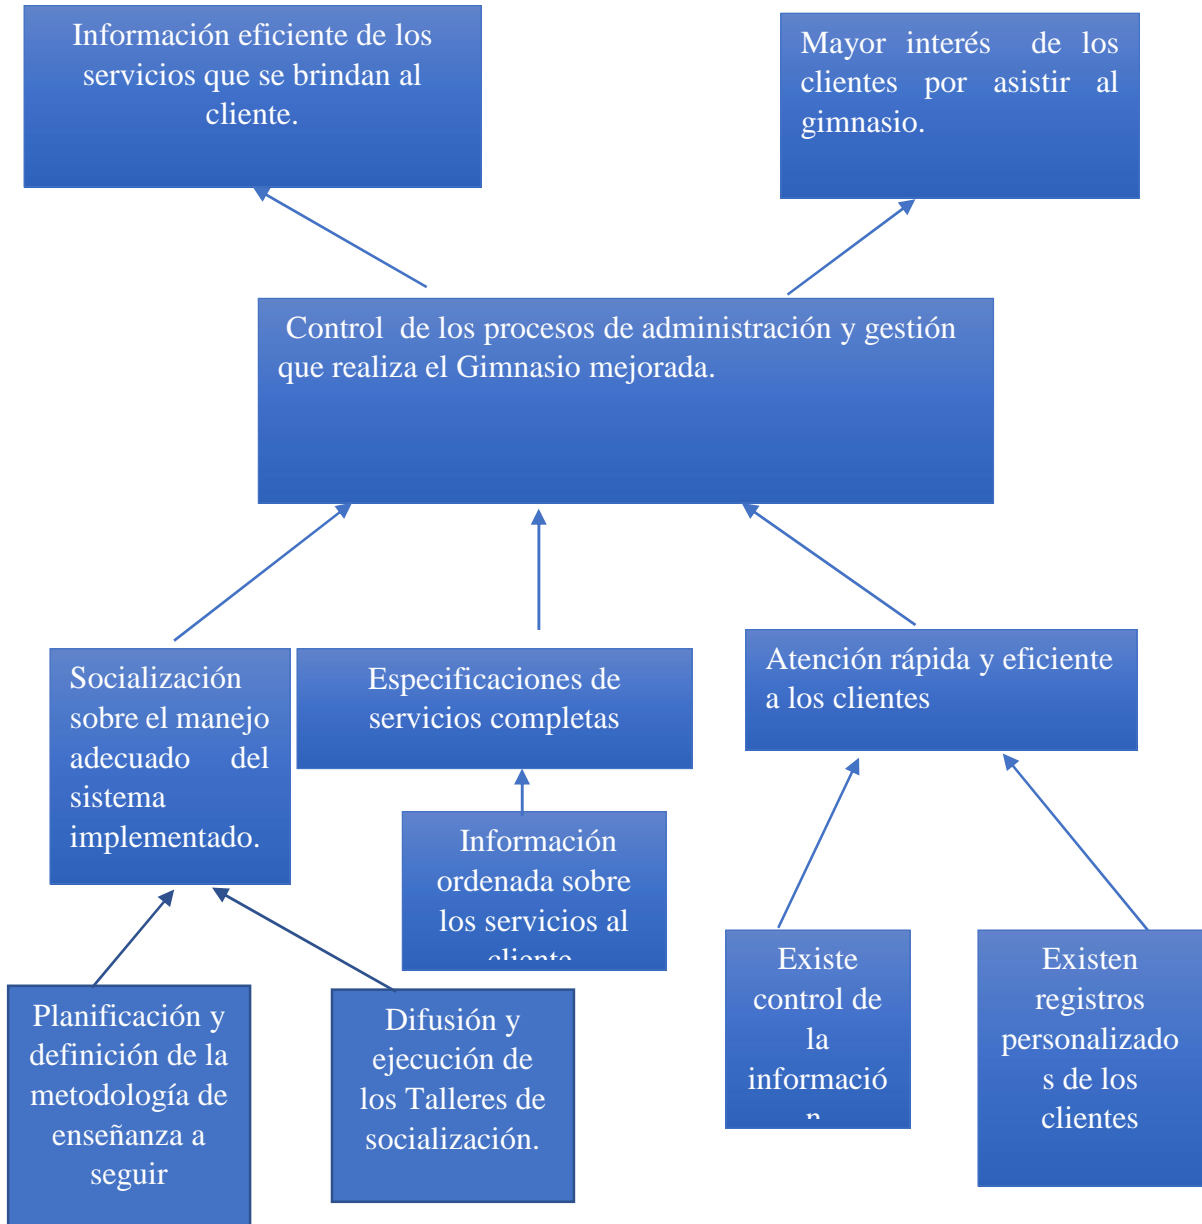 Información eficiente de los
servicios que se brindan al
cliente.
Mayor interés de los
clientes por asistir al
gimnasio.
Control de los procesos de administración y gestión
que realiza el Gimnasio mejorada.
Socialización
sobre el manejo
adecuado del
sistema
implementado.
Especificaciones de
servicios completas
Atención rápida y eficiente
a los clientes
Información
ordenada sobre
los servicios al
cliente
Planificación y
definición de la
metodología de
enseñanza a
seguir
Difusión y
ejecución de
los Talleres de
socialización.
Existe
control de
la
informació
n
Existen
registros
personalizado
s de los
clientes